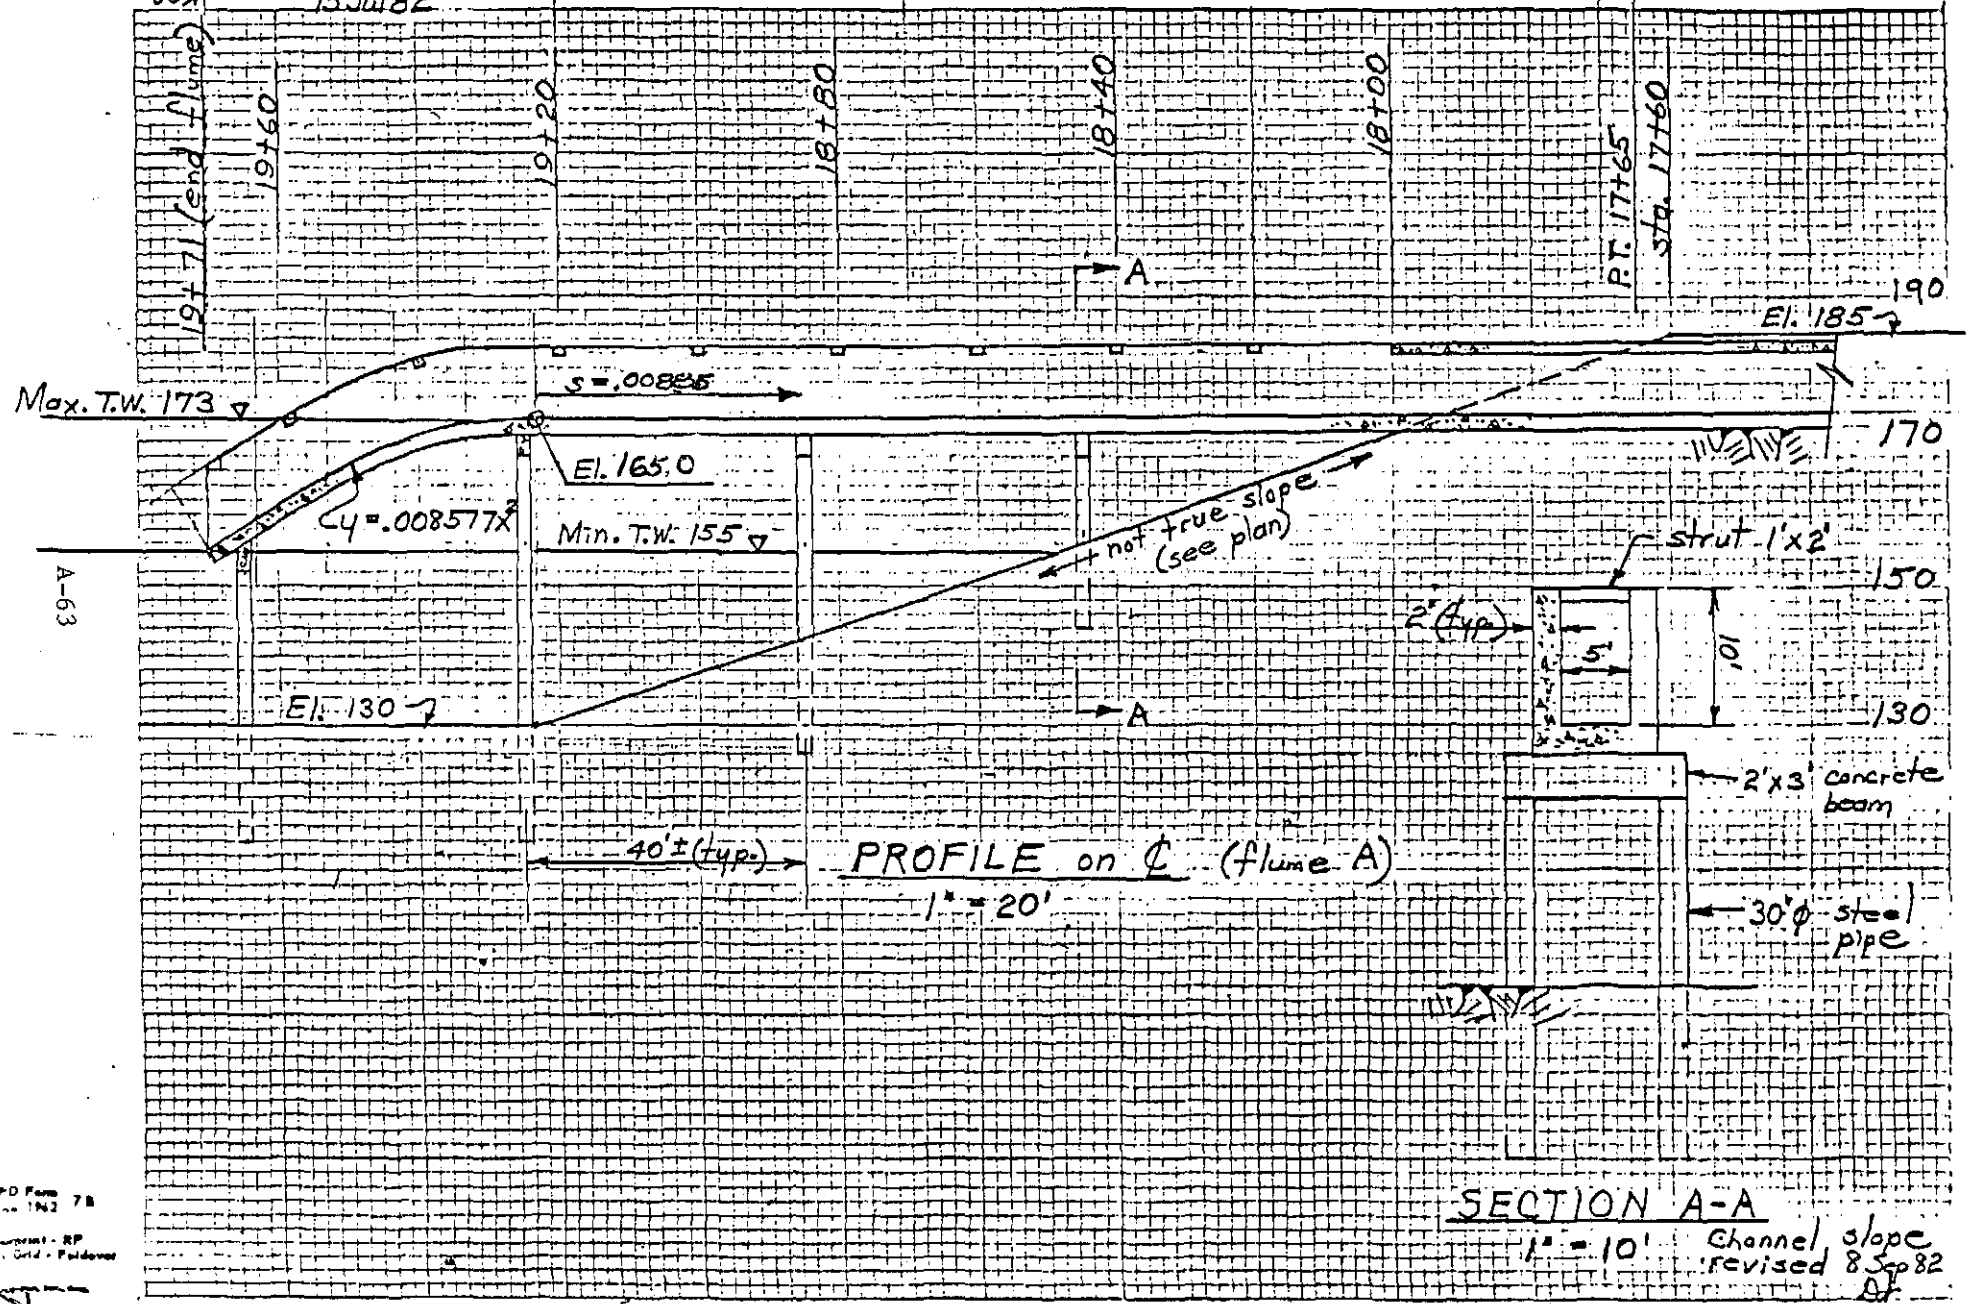 19+71 (end flume)
19+60
19+20
18+80
18+40
18+00
P.T. 17+65
sta. 17+60
A
190
El. 185
Max. T.W. 173
s = .00885
170
El. 165.0
y = .008577x²
Min. T.W. 155
not true slope
(see plan)
strut 1'x2'
150
A-63
2' (typ.)
5'
10'
El. 130
A
130
2'x3' concrete
beam
40'± (typ.)
PROFILE on ℄ (flume A)
1" = 20'
30"φ steel
pipe
SECTION A-A
1" = 10'
Channel slope
revised 8 Sep 82